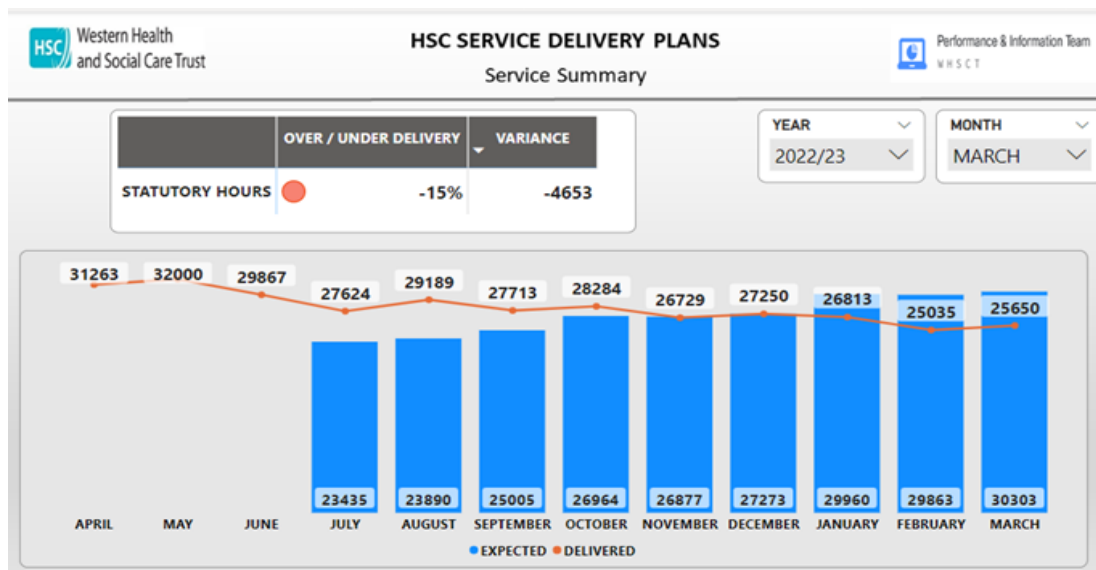 HSC Western Health
and Social Care Trust
HSC SERVICE DELIVERY PLANS
Service Summary
Performance & Information Team
WHSCT
OVER / UNDER DELIVERY VARIANCE
STATUTORY HOURS -15% -4653
YEAR
2022/23
MONTH
MARCH
31263 32000 29867 27624 29189 27713 28284 26729 27250 26813 25035 25650
23435 23890 25005 26964 26877 27273 29960 29863 30303
APRIL MAY JUNE JULY AUGUST SEPTEMBER OCTOBER NOVEMBER DECEMBER JANUARY FEBRUARY MARCH
EXPECTED DELIVERED